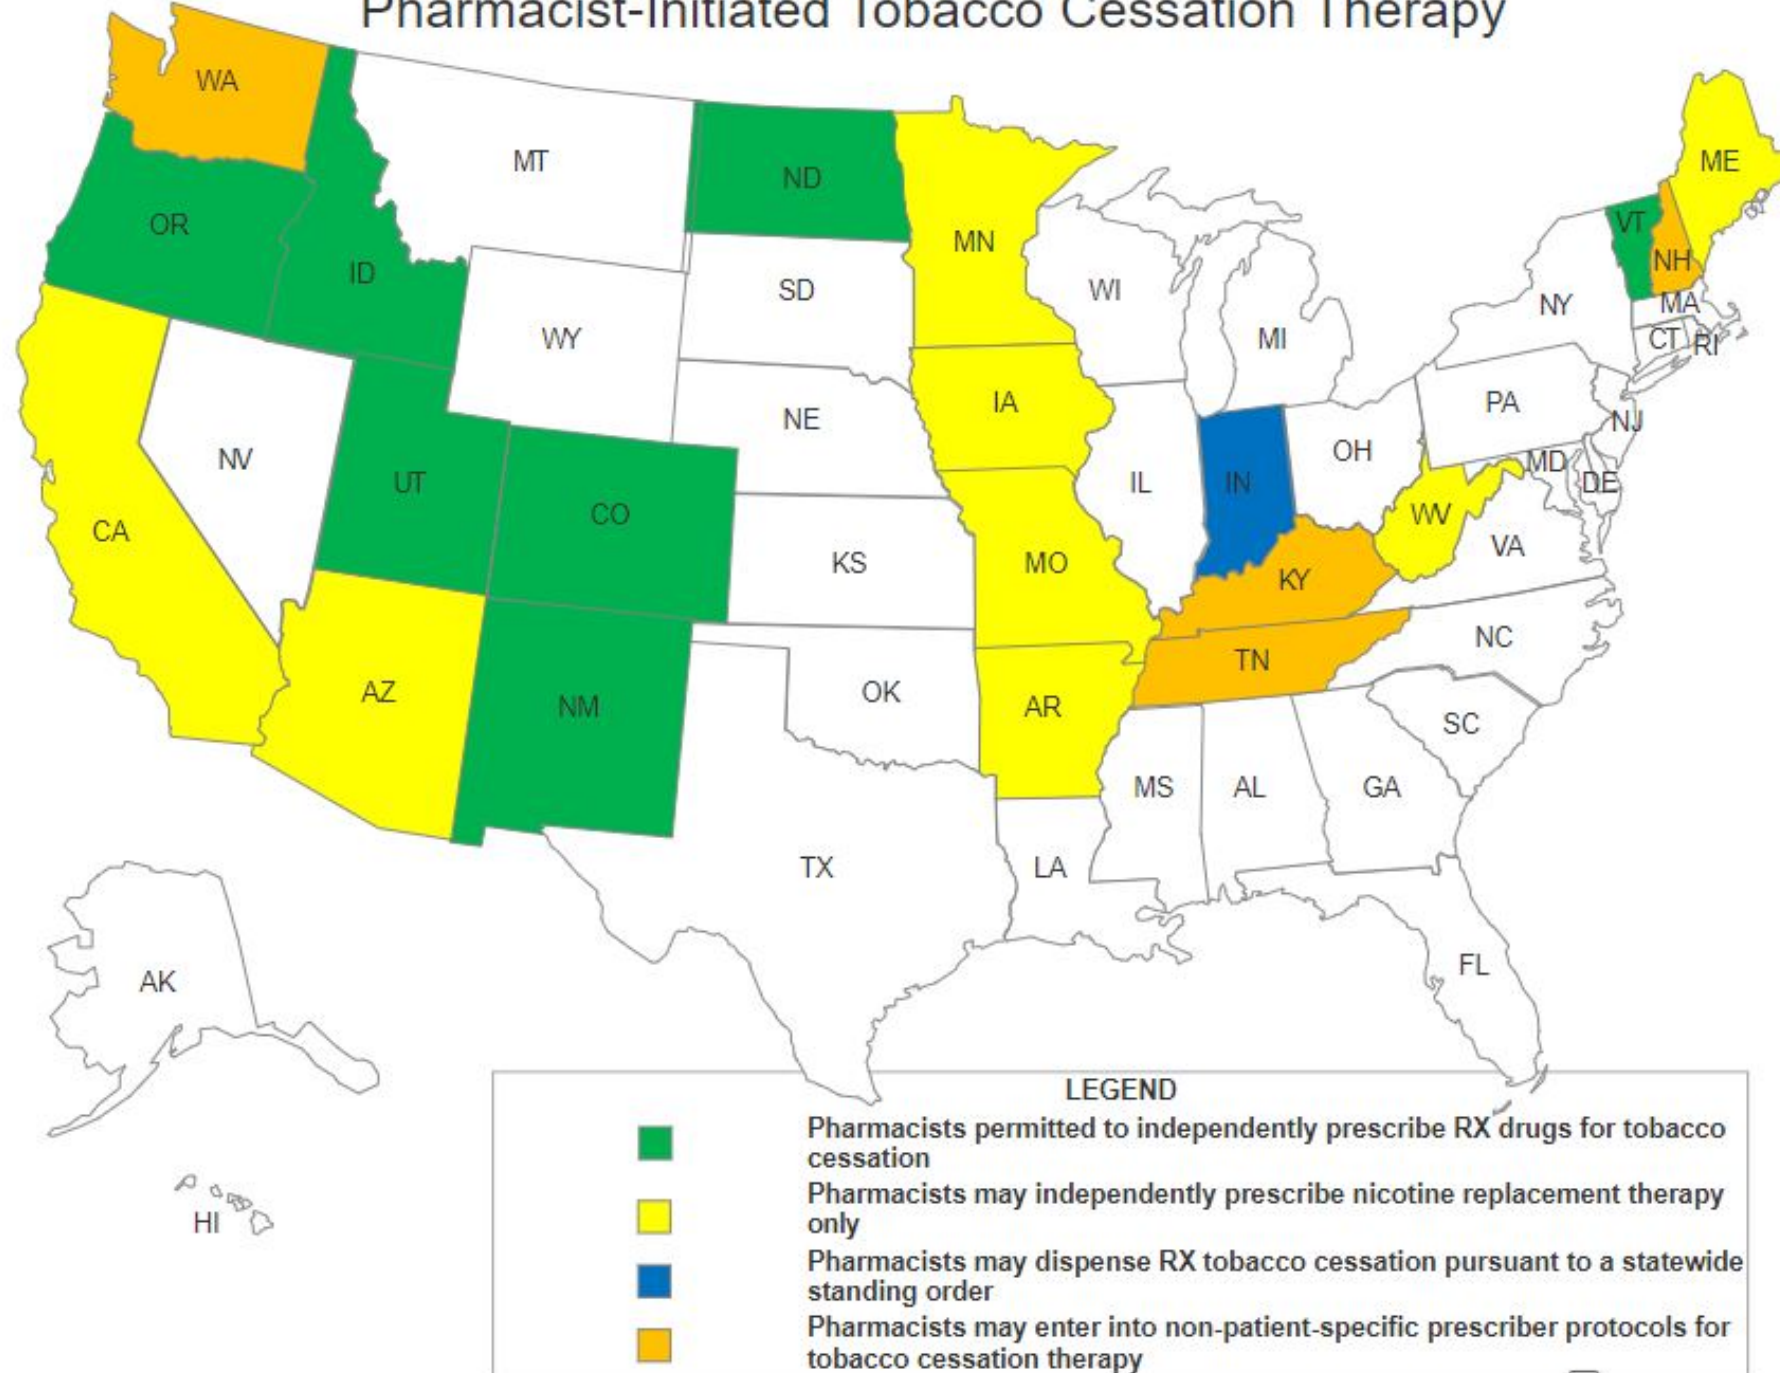 Pharmacist-Initiated Tobacco Cessation Therapy
WA
MT
ND
ME
OR
MN
VT
ID
NH
SD
WI
NY
MA
WY
MI
CT
RI
IA
PA
NE
NJ
NV
OH
MD
UT
IL
IN
DE
CO
WV
CA
VA
KS
MO
KY
NC
TN
AZ
OK
NM
AR
SC
MS
AL
GA
TX
LA
FL
AK
HI
LEGEND
Pharmacists permitted to independently prescribe RX drugs for tobacco
cessation
Pharmacists may independently prescribe nicotine replacement therapy
only
Pharmacists may dispense RX tobacco cessation pursuant to a statewide
standing order
Pharmacists may enter into non-patient-specific prescriber protocols for
tobacco cessation therapy